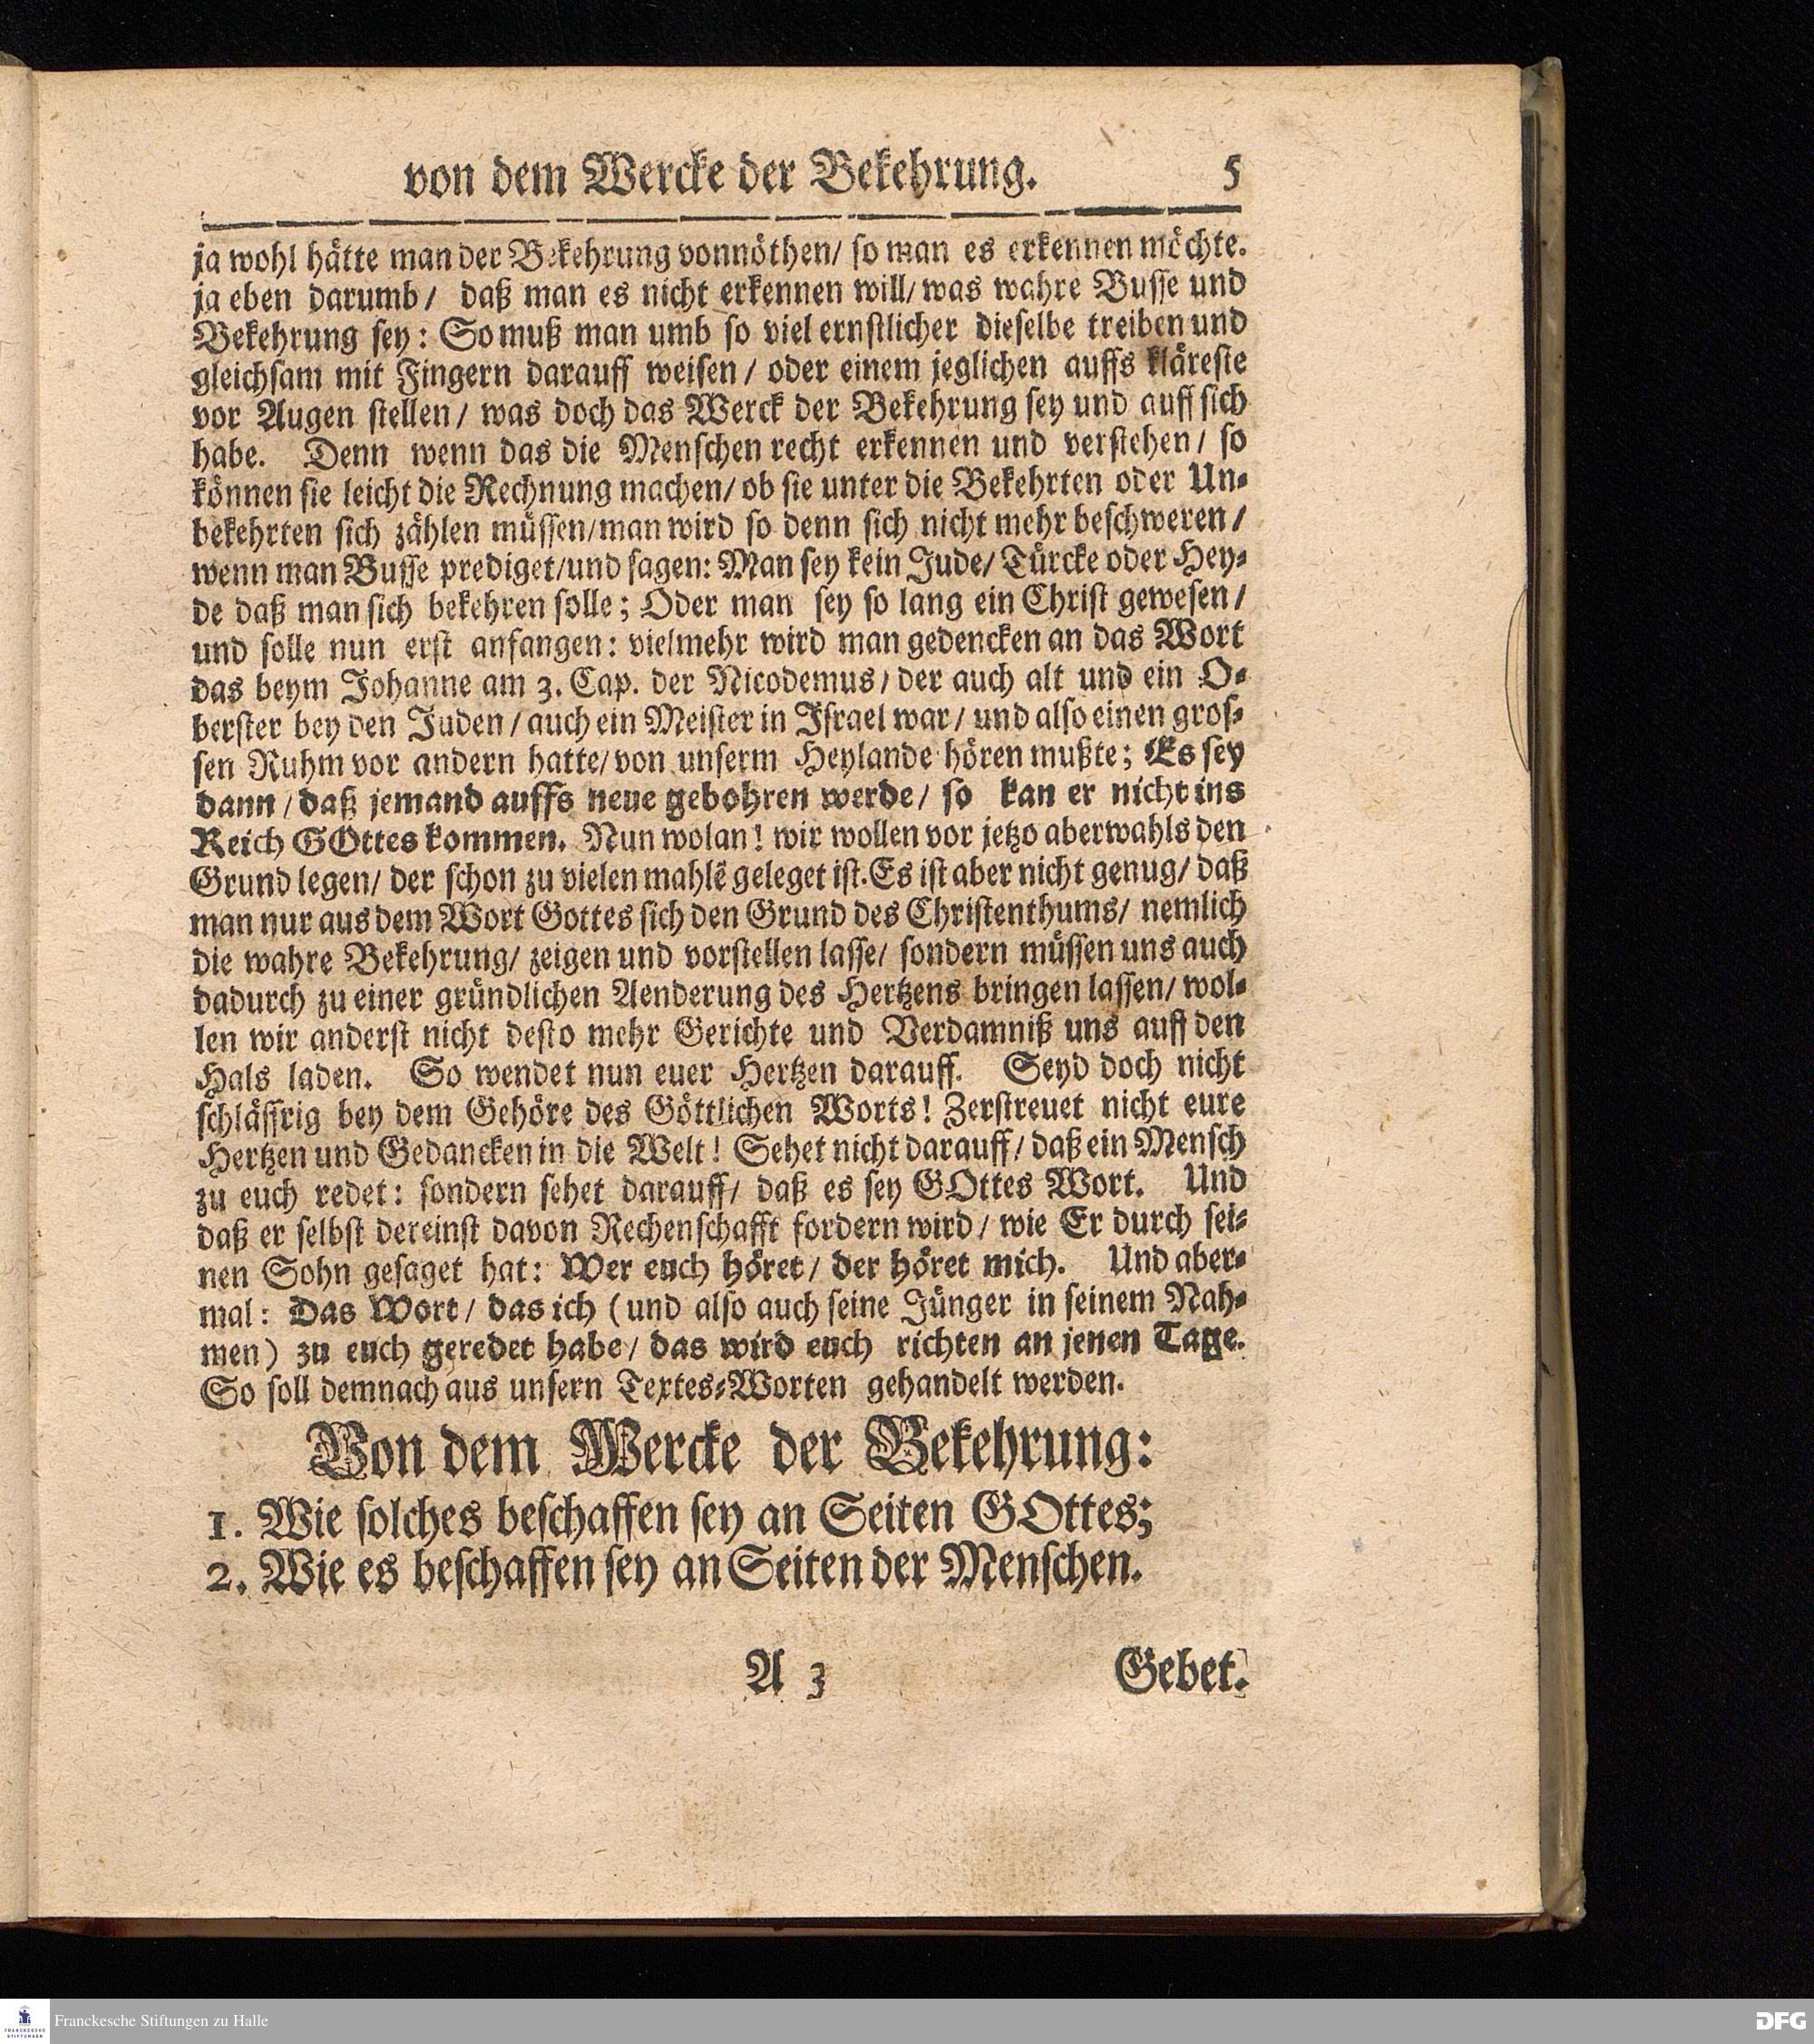 von dem Wercke der Bekehrung. 5
ja wohl hätte man der Bekehrung vonnöthen/ so man es erkennen möchte.
ja eben darumb/ daß man es nicht erkennen will/ was wahre Busse und
Bekehrung sey: So muß man umb so viel ernstlicher dieselbe treiben und
gleichsam mit Fingern darauff weisen/ oder einem jeglichen auffs kläreste
vor Augen stellen/ was doch das Werck der Bekehrung sey und auff sich
habe. Denn wenn das die Menschen recht erkennen und verstehen/ so
können sie leicht die Rechnung machen/ ob sie unter die Bekehrten oder Un-
bekehrten sich zählen müssen/ man wird so denn sich nicht mehr beschweren/
wenn man Busse prediget/ und sagen: Man sey kein Jude/ Türcke oder Hey-
de daß man sich bekehren solle; Oder man sey so lang ein Christ gewesen/
und solle nun erst anfangen: vielmehr wird man gedencken an das Wort
das beym Johanne am 3. Cap. der Nicodemus/ der auch alt und ein O-
berster bey den Juden/ auch ein Meister in Israel war/ und also einen gros-
sen Ruhm vor andern hatte/ von unserm Heylande hören mußte; Es sey
dann/ daß jemand auffs neue gebohren werde/ so kan er nicht ins
Reich GOttes kommen. Nun wolan! wir wollen vor jetzo aberwahls den
Grund legen/ der schon zu vielen mahlē geleget ist. Es ist aber nicht genug/ daß
man nur aus dem Wort Gottes sich den Grund des Christenthums/ nemlich
die wahre Bekehrung/ zeigen und vorstellen lasse/ sondern müssen uns auch
dadurch zu einer gründlichen Aenderung des Hertzens bringen lassen/ wol-
len wir anderst nicht desto mehr Gerichte und Verdamniß uns auff den
Hals laden. So wendet nun euer Hertzen darauff. Seyd doch nicht
schläffrig bey dem Gehöre des Göttlichen Worts! Zerstreuet nicht eure
Hertzen und Gedancken in die Welt! Sehet nicht darauff/ daß ein Mensch
zu euch redet: sondern sehet darauff/ daß es sey GOttes Wort. Und
daß er selbst dereinst davon Rechenschafft fordern wird/ wie Er durch sei-
nen Sohn gesaget hat: Wer euch höret/ der höret mich. Und aber-
mal: Das Wort/ das ich (und also auch seine Jünger in seinem Nah-
men) zu euch geredet habe/ das wird euch richten an jenen Tage.
So soll demnach aus unsern Textes-Worten gehandelt werden.
Von dem Wercke der Bekehrung:
1. Wie solches beschaffen sey an Seiten GOttes;
2. Wie es beschaffen sey an Seiten der Menschen.
A 3 Gebet.
FRANCKESCHE STIFTUNGEN
Franckesche Stiftungen zu Halle
DFG